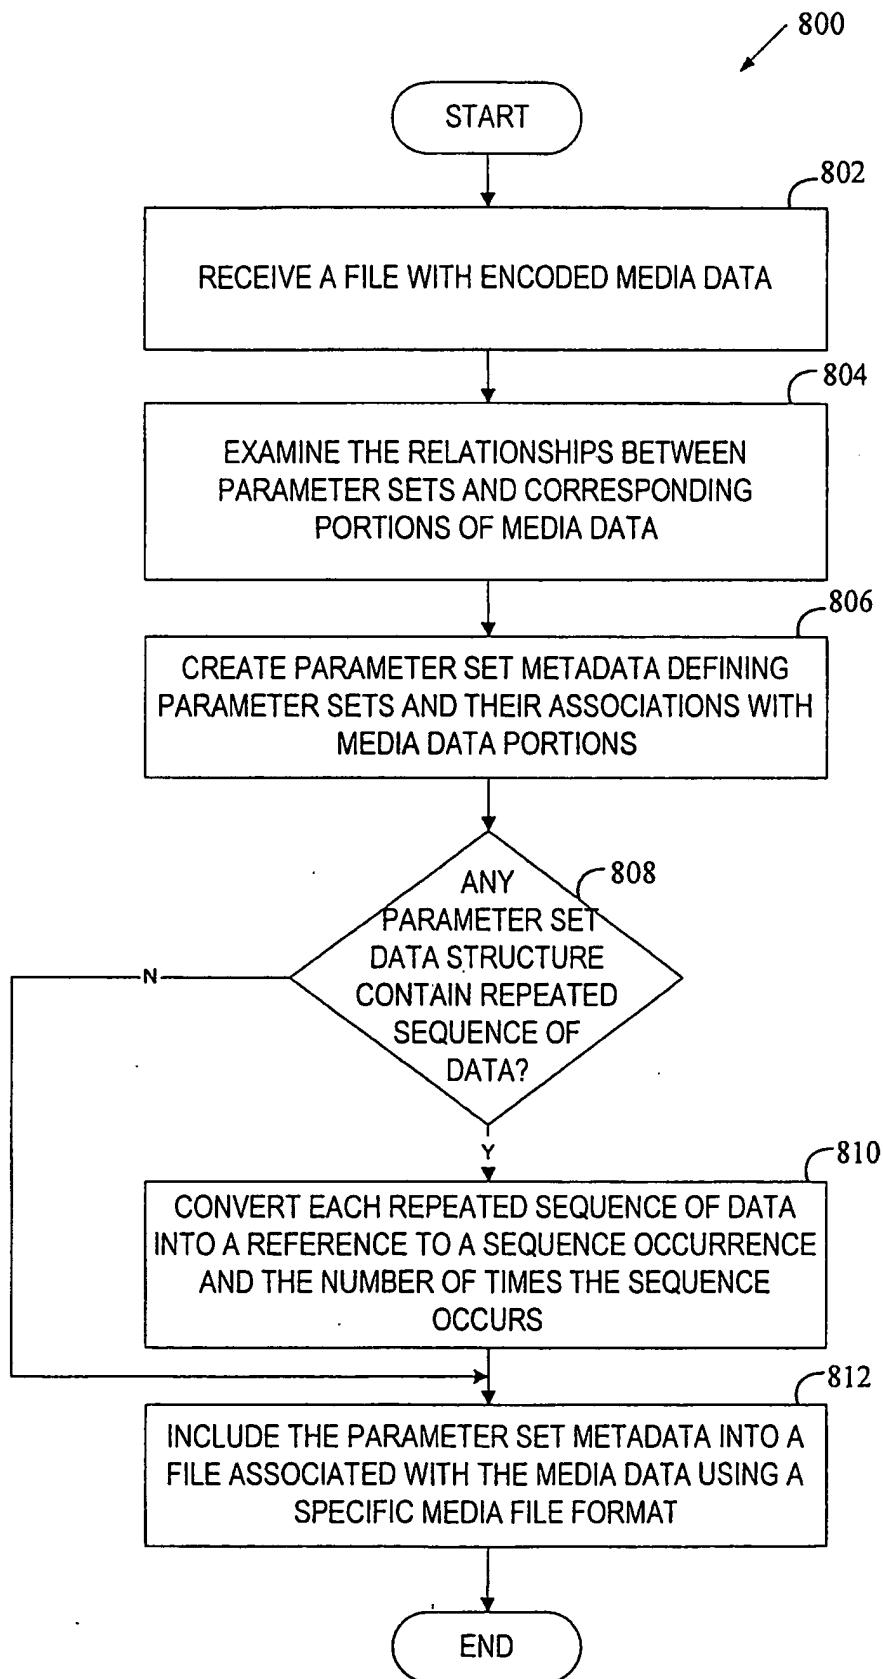 800
START
802
RECEIVE A FILE WITH ENCODED MEDIA DATA
804
EXAMINE THE RELATIONSHIPS BETWEEN
PARAMETER SETS AND CORRESPONDING
PORTIONS OF MEDIA DATA
806
CREATE PARAMETER SET METADATA DEFINING
PARAMETER SETS AND THEIR ASSOCIATIONS WITH
MEDIA DATA PORTIONS
808
ANY
PARAMETER SET
DATA STRUCTURE
CONTAIN REPEATED
SEQUENCE OF
DATA?
N
Y
810
CONVERT EACH REPEATED SEQUENCE OF DATA
INTO A REFERENCE TO A SEQUENCE OCCURRENCE
AND THE NUMBER OF TIMES THE SEQUENCE
OCCURS
812
INCLUDE THE PARAMETER SET METADATA INTO A
FILE ASSOCIATED WITH THE MEDIA DATA USING A
SPECIFIC MEDIA FILE FORMAT
END